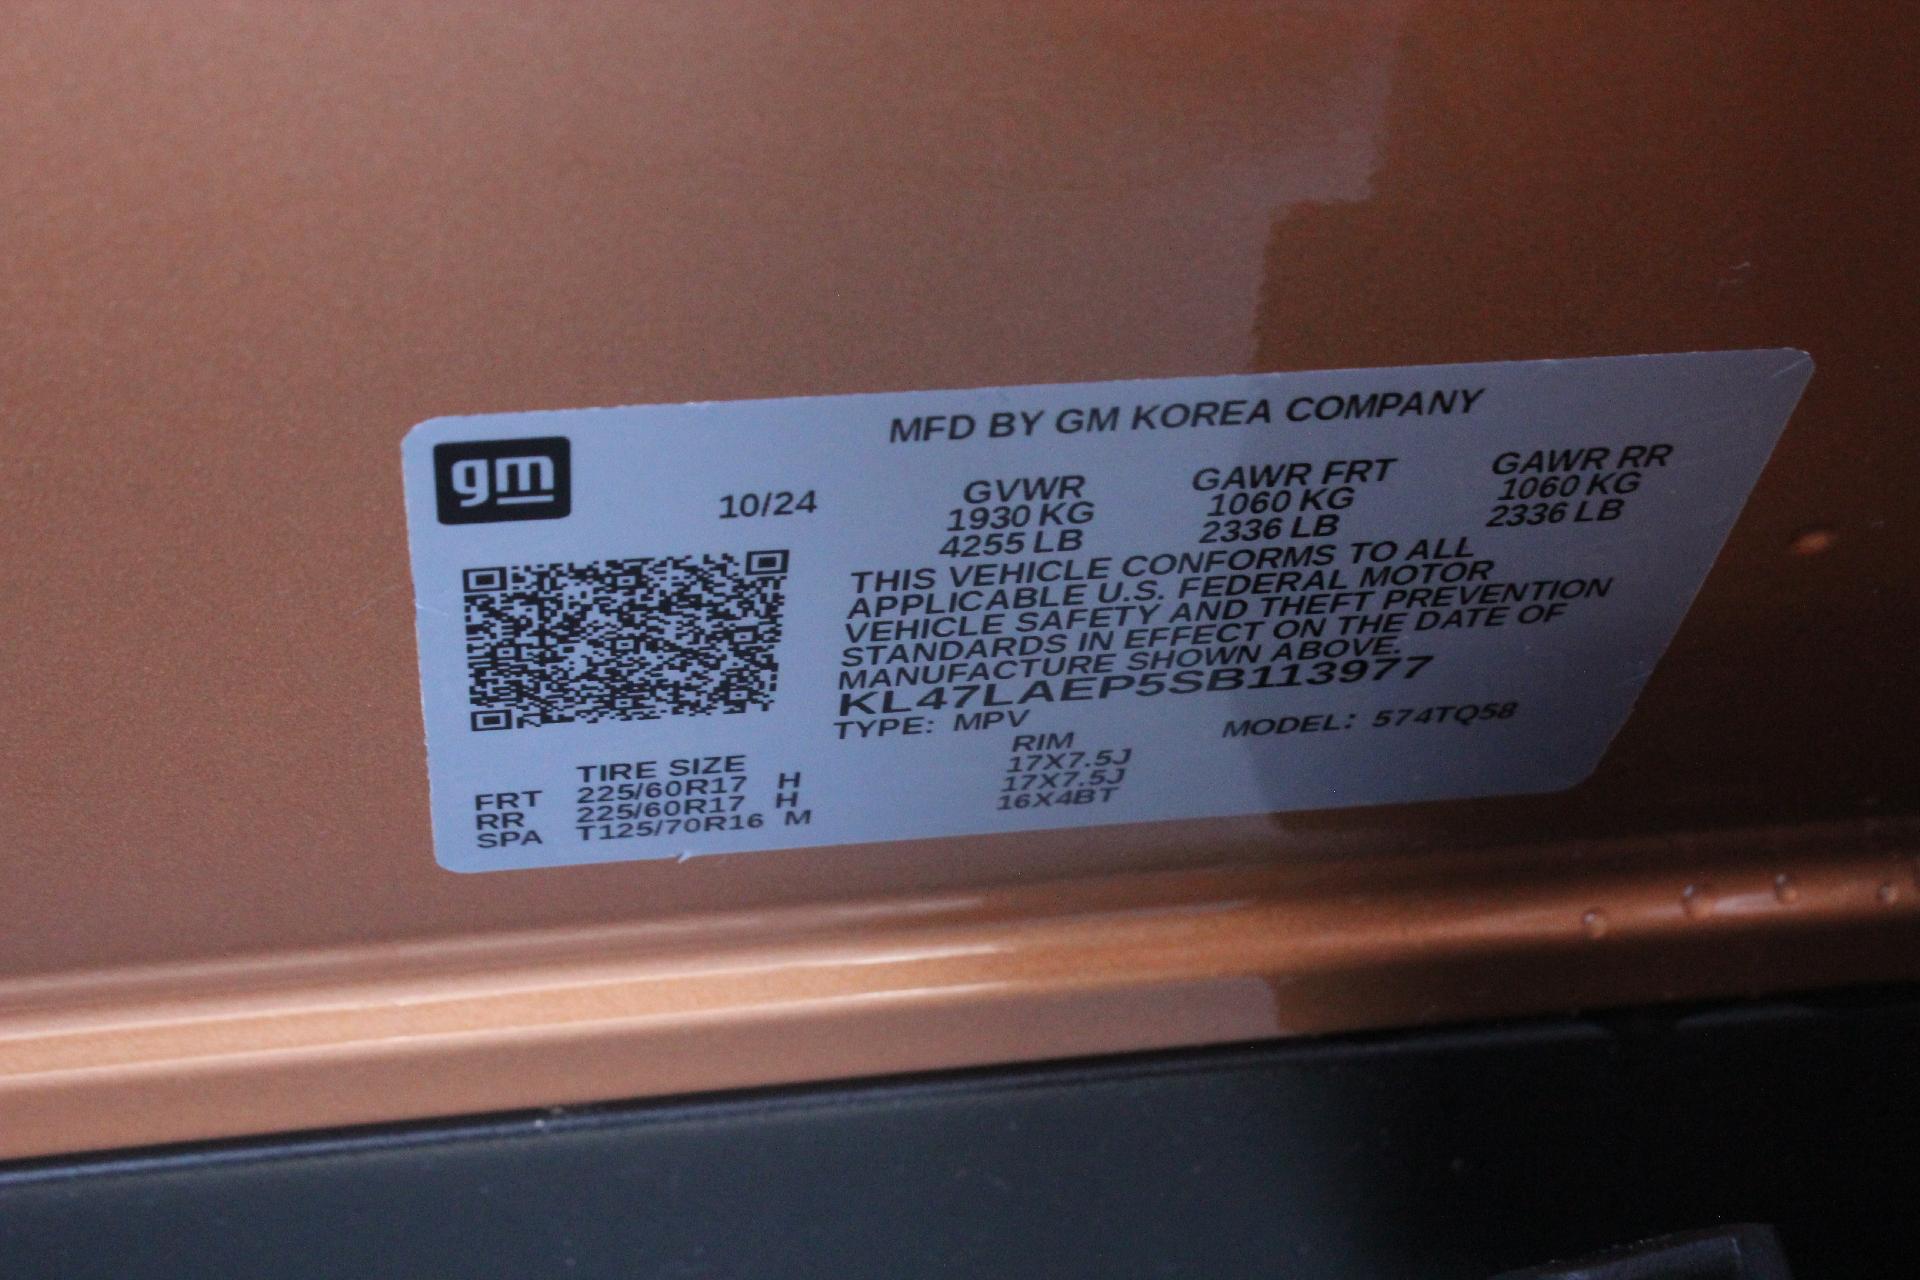 MFD BY GM KOREA COMPANY
gm
10/24
GVWR GAWR FRT GAWR RR
1930 KG 1060 KG 1060 KG
4255 LB 2336 LB 2336 LB
THIS VEHICLE CONFORMS TO ALL
APPLICABLE U.S. FEDERAL MOTOR
VEHICLE SAFETY AND THEFT PREVENTION
STANDARDS IN EFFECT ON THE DATE OF
MANUFACTURE SHOWN ABOVE.
KL47LAEP5SB113977
TYPE: MPV MODEL: 574TQ58
TIRE SIZE RIM
FRT 225/60R17 H 17X7.5J
RR 225/60R17 H 17X7.5J
SPA T125/70R16 M 16X4BT